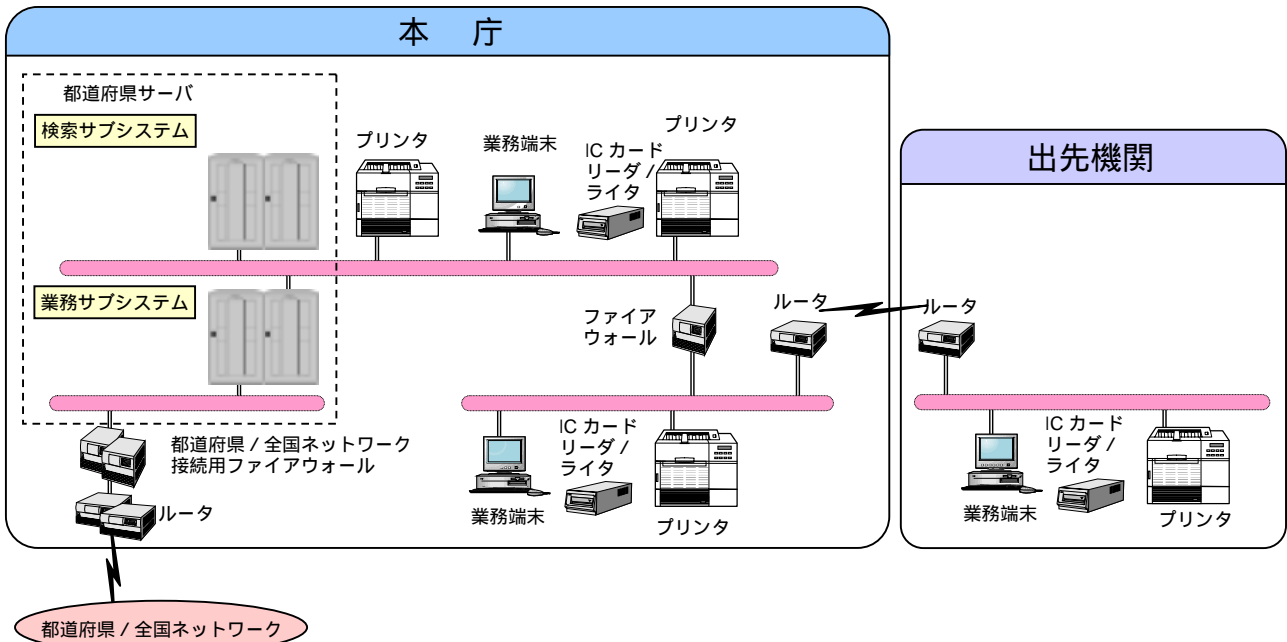 本 庁
都道府県サーバ
検索サブシステム
プリンタ
業務端末
IC カード
リーダ /
ライタ
プリンタ
出先機関
業務サブシステム
ファイア
ウォール
ルータ
ルータ
都道府県 / 全国ネットワーク
接続用ファイアウォール
ルータ
業務端末
IC カード
リーダ /
ライタ
プリンタ
業務端末
IC カード
リーダ /
ライタ
プリンタ
都道府県 / 全国ネットワーク